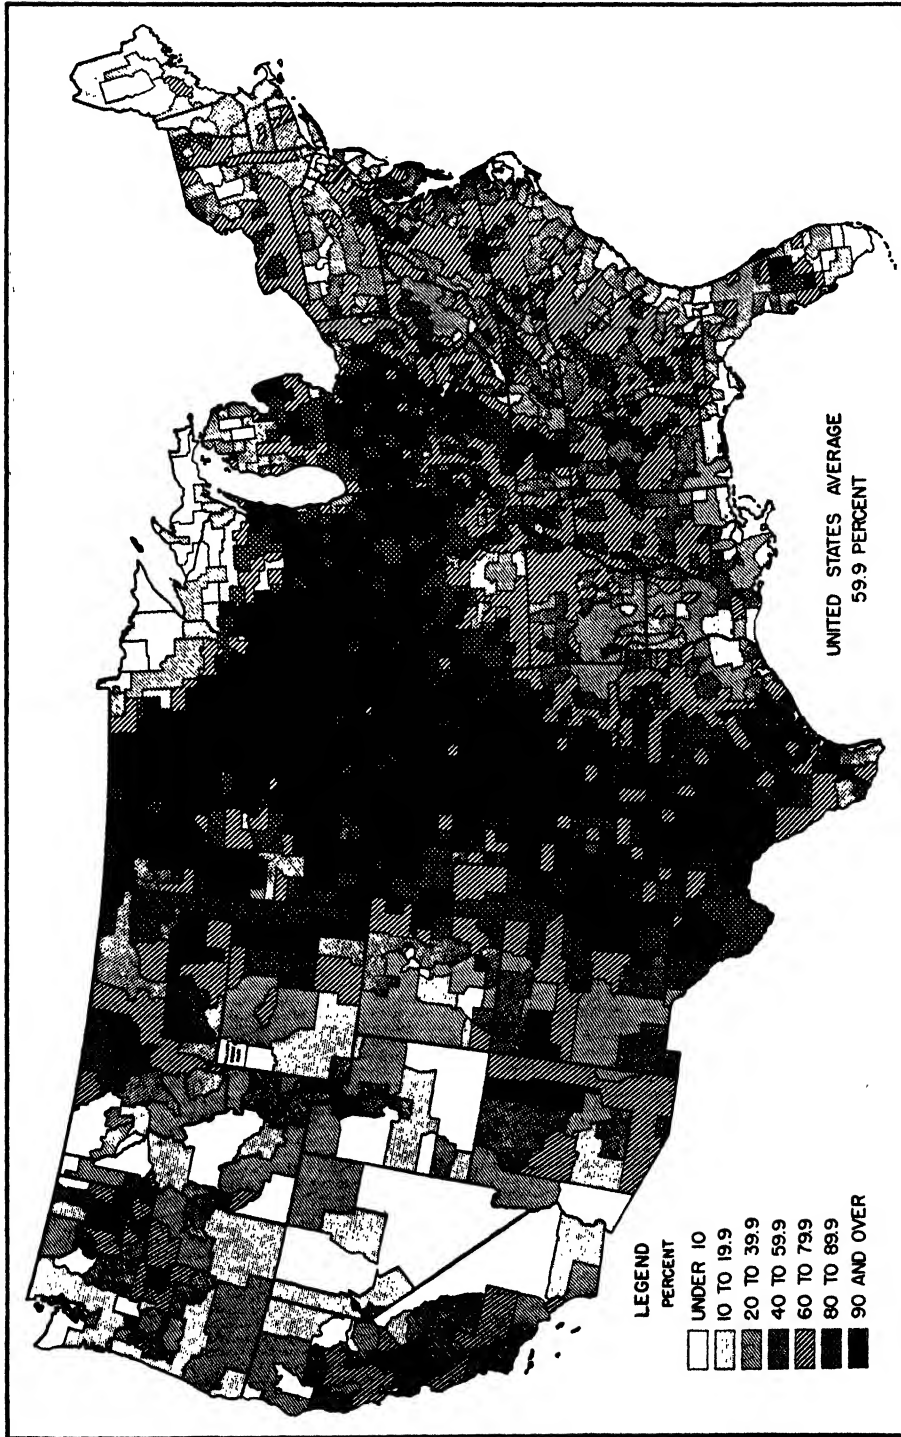 UNITED STATES AVERAGE
59.9 PERCENT
LEGEND
PERCENT
UNDER 10
10 TO 19.9
20 TO 39.9
40 TO 59.9
60 TO 79.9
80 TO 89.9
90 AND OVER